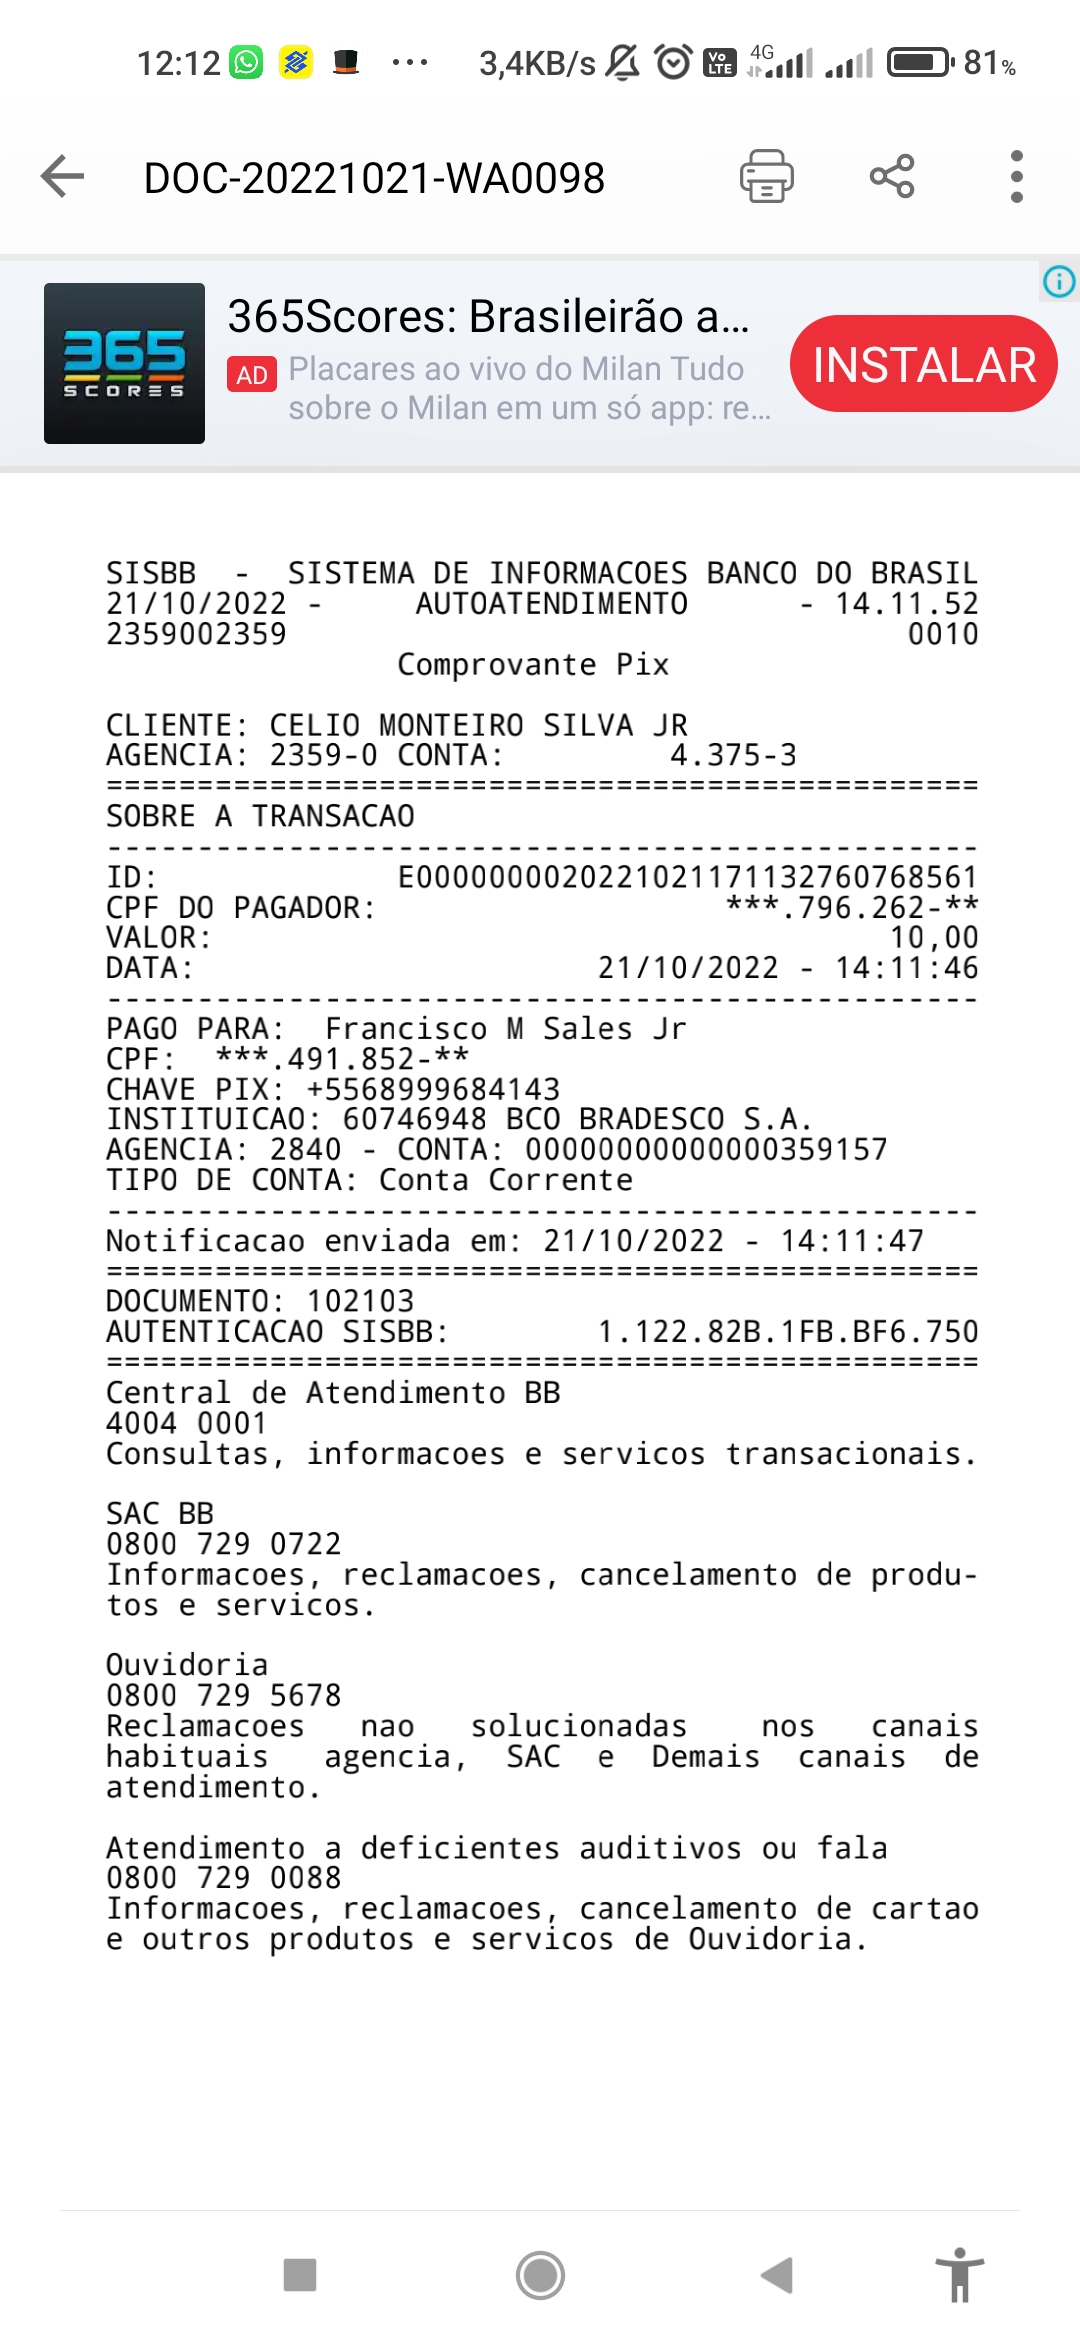 12:12 ... 3,4KB/s Vo LTE 4G 81%
DOC-20221021-WA0098
365 SCORES
365Scores: Brasileirão a...
AD Placares ao vivo do Milan Tudo
sobre o Milan em um só app: re...
INSTALAR
SISBB - SISTEMA DE INFORMACOES BANCO DO BRASIL
21/10/2022 - AUTOATENDIMENTO - 14.11.52
2359002359 0010
Comprovante Pix
CLIENTE: CELIO MONTEIRO SILVA JR
AGENCIA: 2359-0 CONTA: 4.375-3
================================================
SOBRE A TRANSACAO
------------------------------------------------
ID: E0000000020221021171132760768561
CPF DO PAGADOR: ***.796.262-**
VALOR: 10,00
DATA: 21/10/2022 - 14:11:46
------------------------------------------------
PAGO PARA: Francisco M Sales Jr
CPF: ***.491.852-**
CHAVE PIX: +5568999684143
INSTITUICAO: 60746948 BCO BRADESCO S.A.
AGENCIA: 2840 - CONTA: 00000000000000359157
TIPO DE CONTA: Conta Corrente
------------------------------------------------
Notificacao enviada em: 21/10/2022 - 14:11:47
================================================
DOCUMENTO: 102103
AUTENTICACAO SISBB: 1.122.82B.1FB.BF6.750
================================================
Central de Atendimento BB
4004 0001
Consultas, informacoes e servicos transacionais.
SAC BB
0800 729 0722
Informacoes, reclamacoes, cancelamento de produ-
tos e servicos.
Ouvidoria
0800 729 5678
Reclamacoes nao solucionadas nos canais
habituais agencia, SAC e Demais canais de
atendimento.
Atendimento a deficientes auditivos ou fala
0800 729 0088
Informacoes, reclamacoes, cancelamento de cartao
e outros produtos e servicos de Ouvidoria.